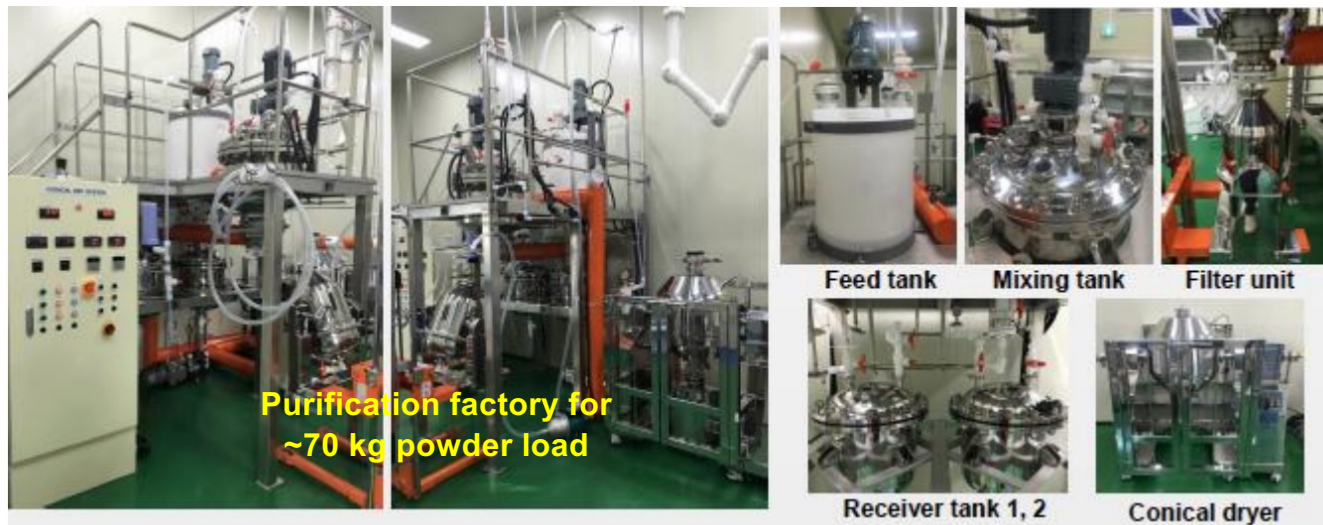 Purification factory for
~70 kg powder load
Feed tank
Mixing tank
Filter unit
Receiver tank 1, 2
Conical dryer